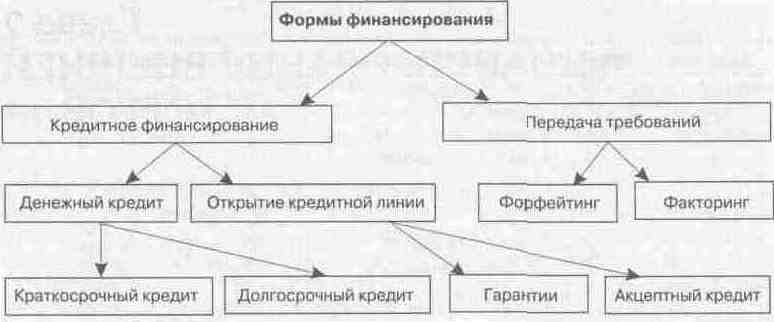 Формы финансирования
Кредитное финансирование
Передача требований
Денежный кредит
Открытие кредитной линии
Форфейтинг
Факторинг
Краткосрочный кредит
Долгосрочный кредит
Гарантии
Акцептный кредит